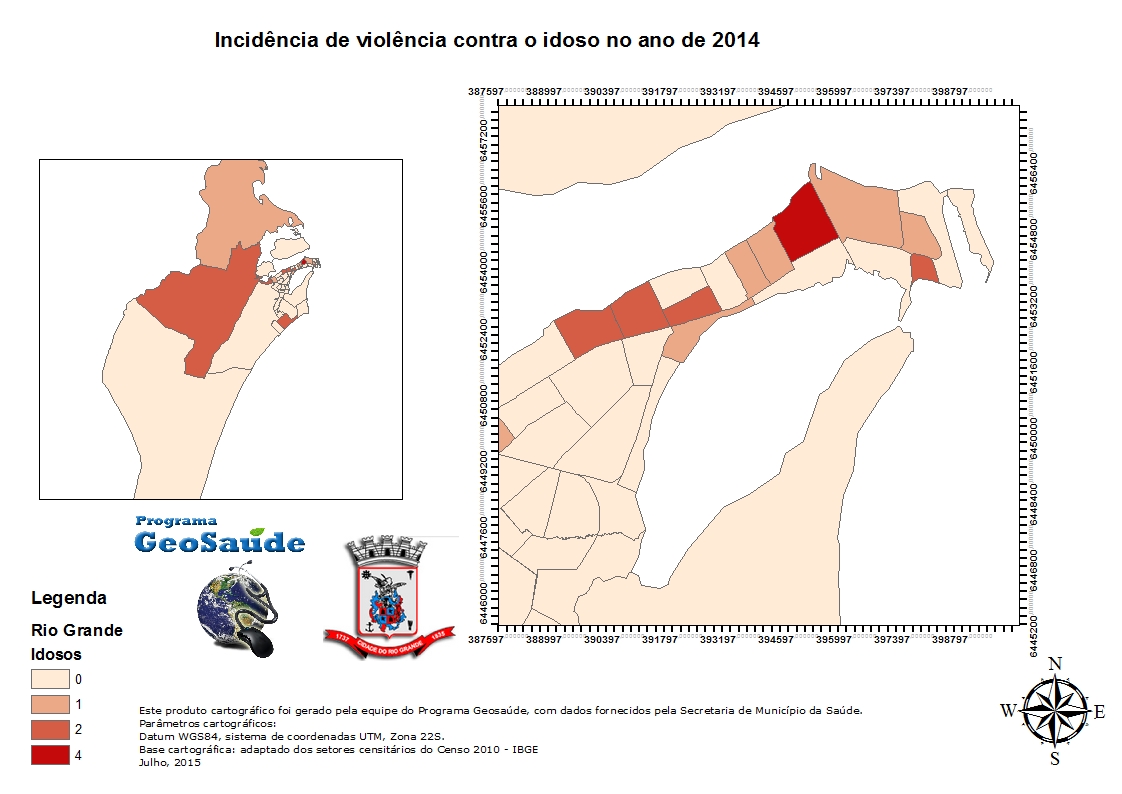 Incidência de violência contra o idoso no ano de 2014
387597 388997 390397 391797 393197 394597 395997 397397 398797
6457200
6455600
6454000
6452400
6450800
6449200
6447600
6446000
6456400
6454800
6453200
6451600
6450000
6448400
6446800
6445200
387597 388997 390397 391797 393197 394597 395997 397397 398797
Programa
GeoSaúde
1737 CIDADE DO RIO GRANDE 1835
Legenda
Rio Grande
Idosos
0
1
2
4
Este produto cartográfico foi gerado pela equipe do Programa Geosaúde, com dados fornecidos pela Secretaria de Município da Saúde.
Parâmetros cartográficos:
Datum WGS84, sistema de coordenadas UTM, Zona 22S.
Base cartográfica: adaptado dos setores censitários do Censo 2010 - IBGE
Julho, 2015
N
W E
S